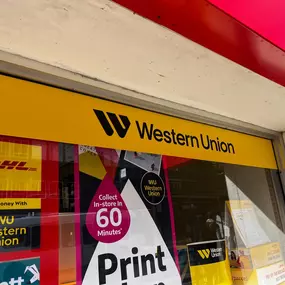 Western Union
DHL
Money With
WU
Western
Union
Collect
In-store in
60
Minutes
WU
Western
Union
Print
Western
Union